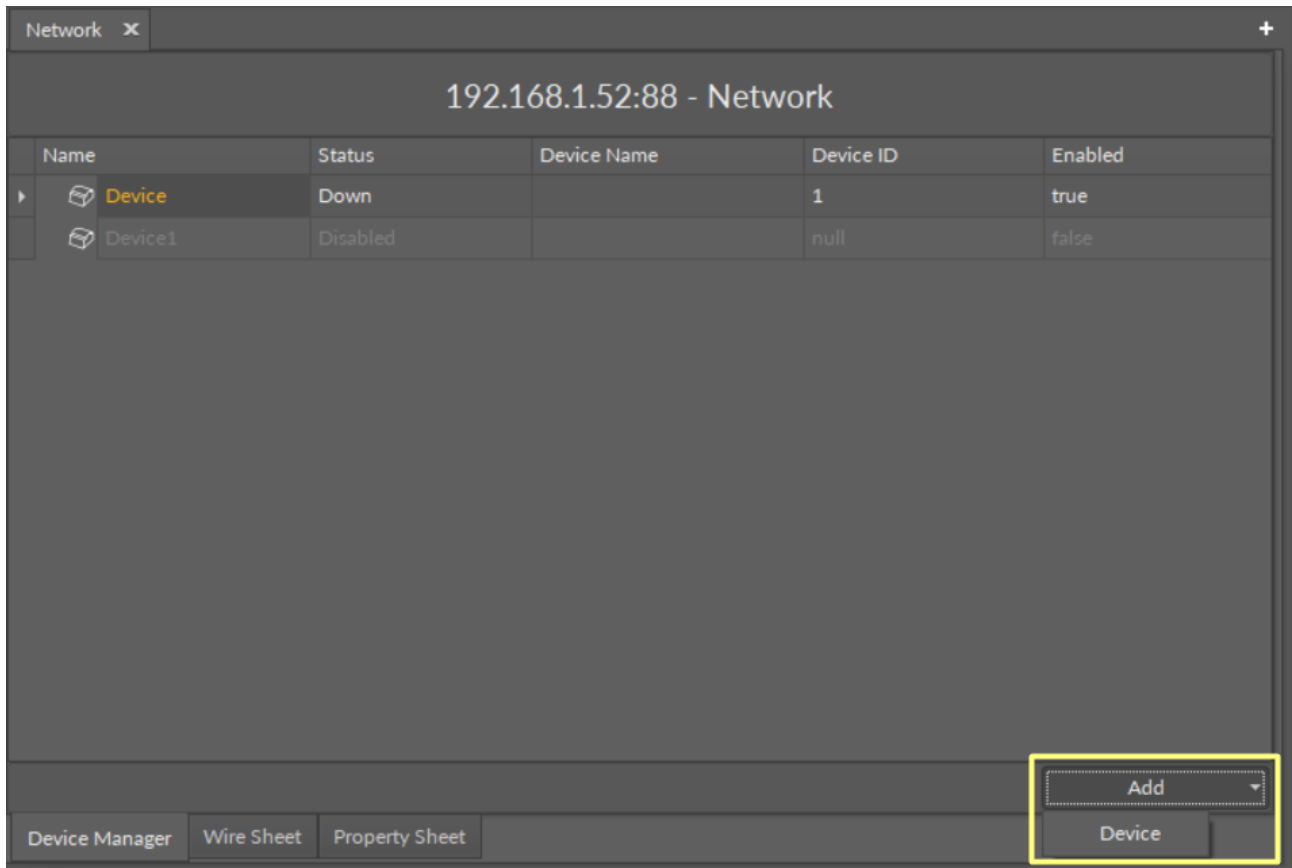 Network
192.168.1.52:88 - Network
Name Status Device Name Device ID Enabled
Device Down 1 true
Device1 Disabled null false
Add
Device Manager Wire Sheet Property Sheet Device